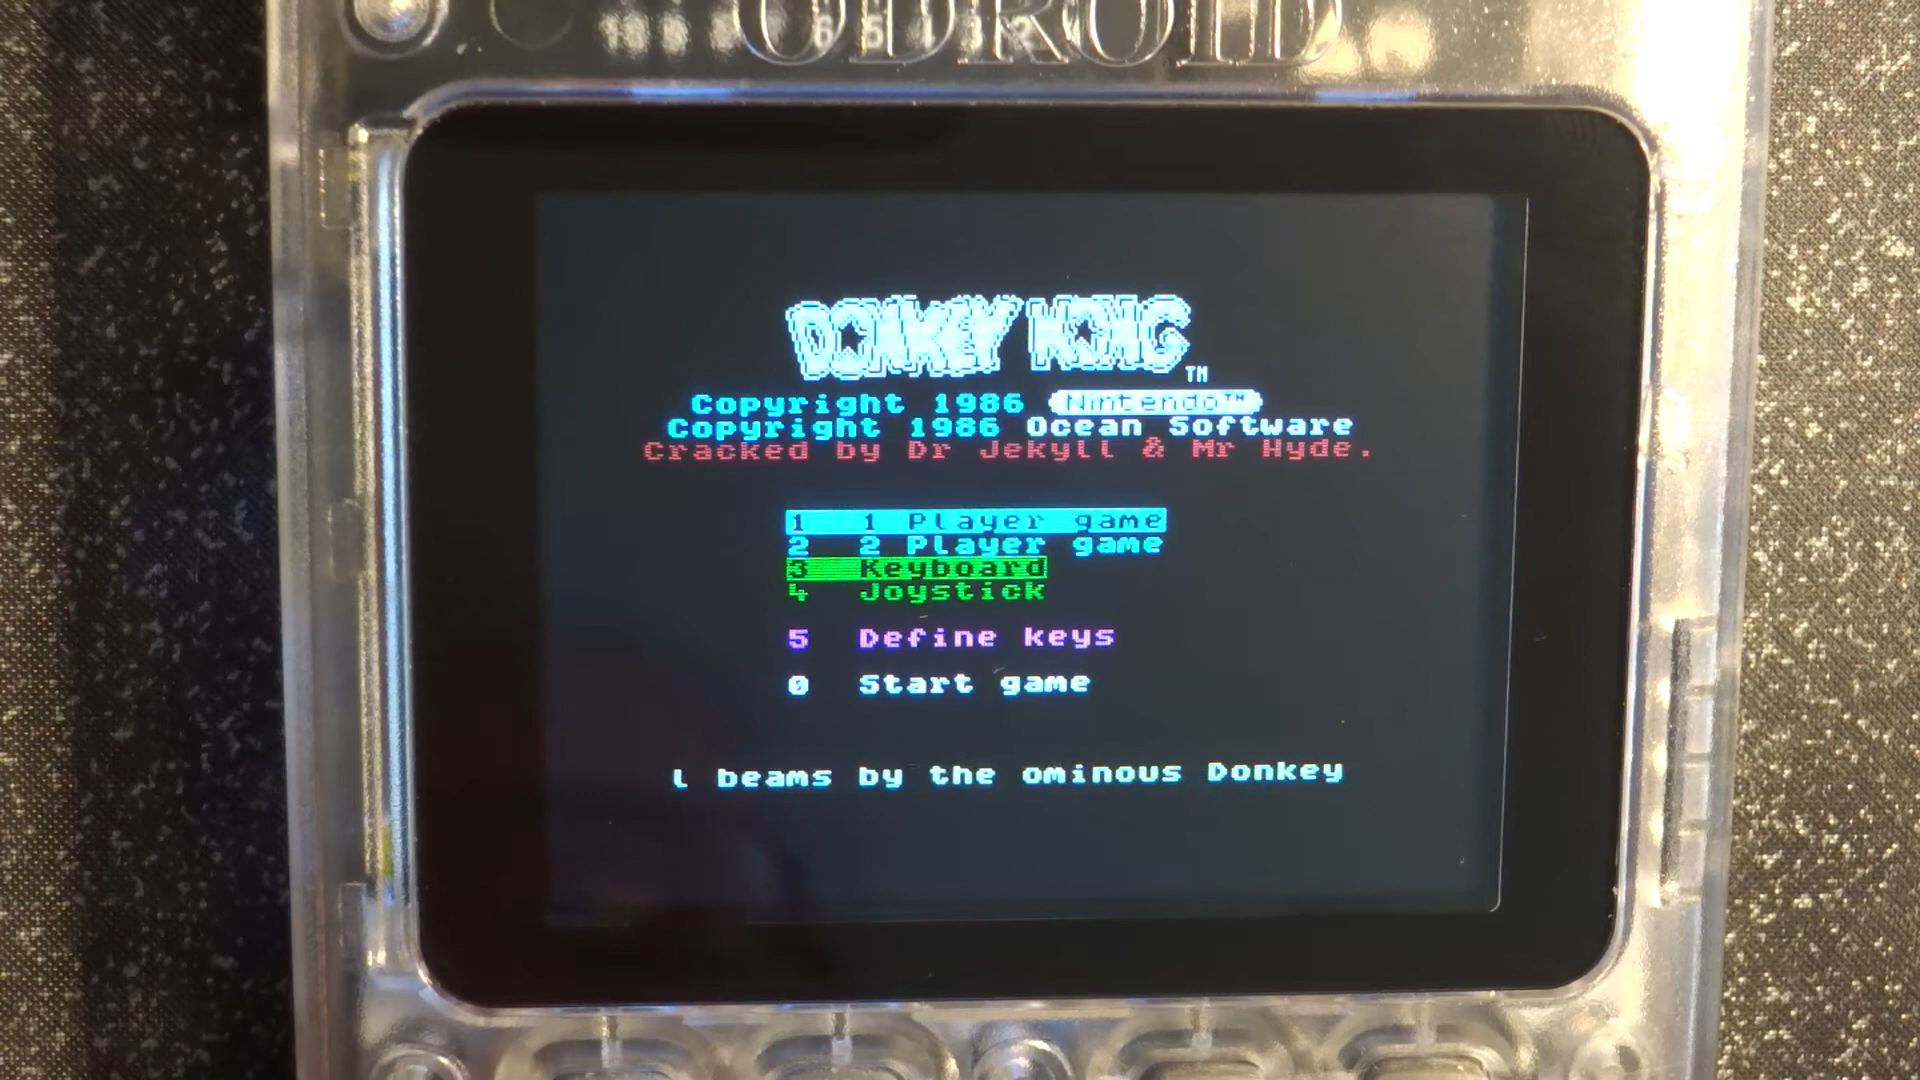 ODROID
DONKEY KONG TM
Copyright 1986 Nintendo™
Copyright 1986 Ocean Software
Cracked by Dr Jekyll & Mr Hyde.
1 1 Player game
2 2 Player game
3 Keyboard
4 Joystick
5 Define keys
0 Start game
l beams by the ominous Donkey